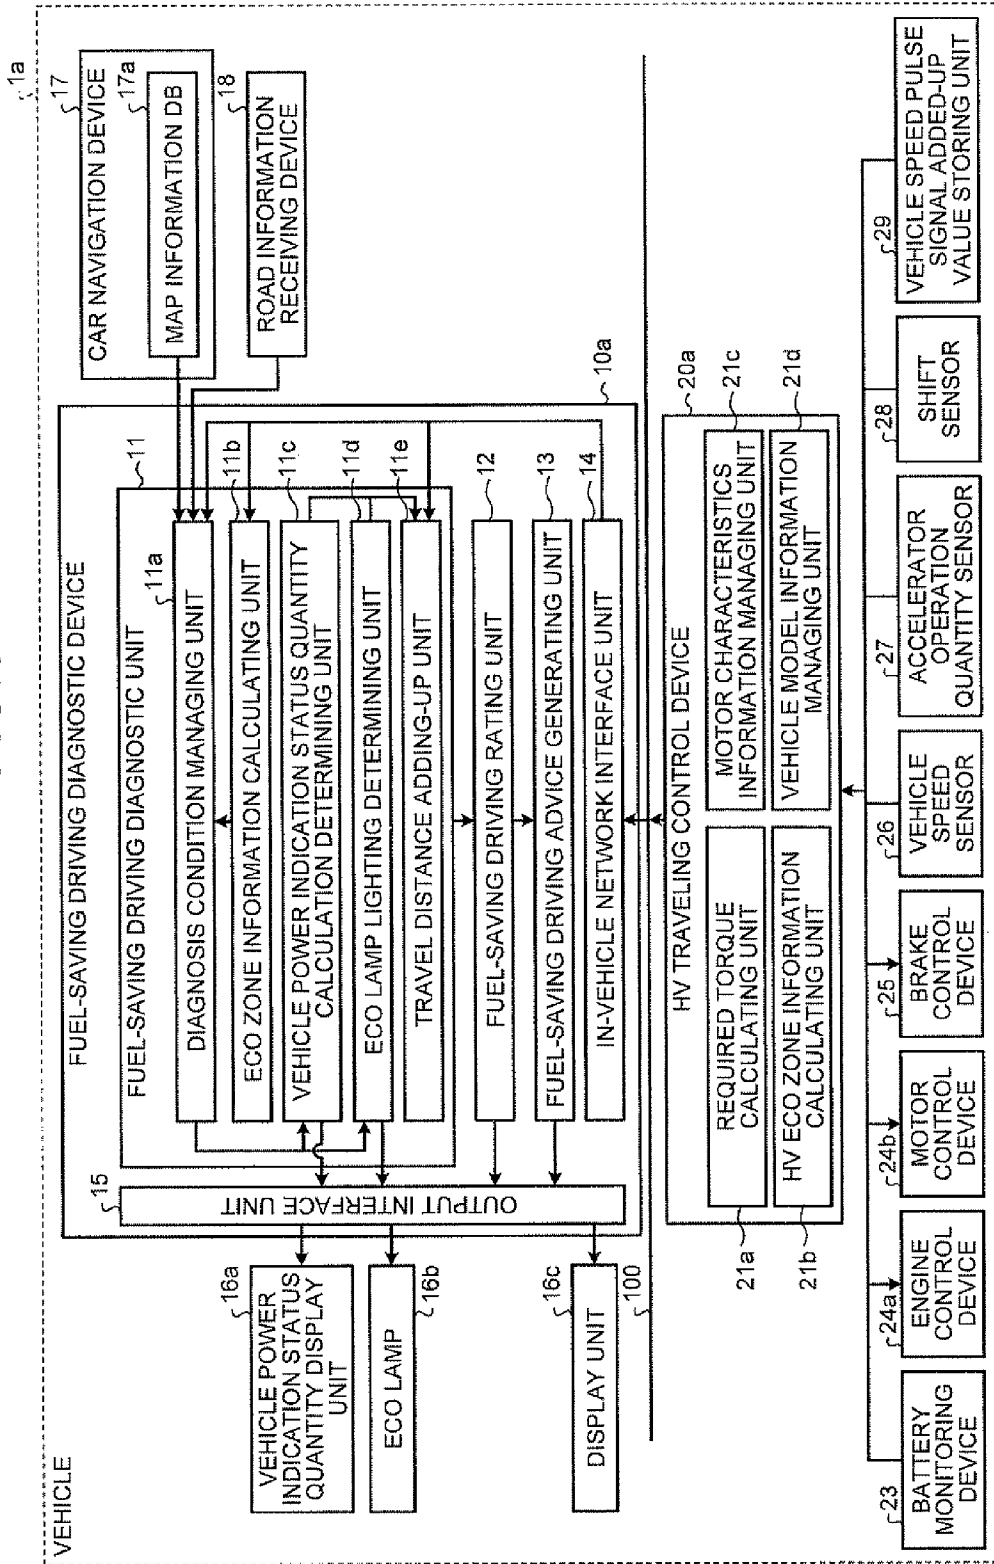 1a
VEHICLE
FUEL-SAVING DRIVING DIAGNOSTIC DEVICE
10a
FUEL-SAVING DRIVING DIAGNOSTIC UNIT
11
DIAGNOSIS CONDITION MANAGING UNIT
11a
ECO ZONE INFORMATION CALCULATING UNIT
11b
VEHICLE POWER INDICATION STATUS QUANTITY
CALCULATION DETERMINING UNIT
11c
ECO LAMP LIGHTING DETERMINING UNIT
11d
TRAVEL DISTANCE ADDING-UP UNIT
11e
FUEL-SAVING DRIVING RATING UNIT
12
FUEL-SAVING DRIVING ADVICE GENERATING UNIT
13
IN-VEHICLE NETWORK INTERFACE UNIT
14
15
OUTPUT INTERFACE UNIT
16a
VEHICLE POWER
INDICATION STATUS
QUANTITY DISPLAY
UNIT
16b
ECO LAMP
16c
DISPLAY UNIT
17
CAR NAVIGATION DEVICE
17a
MAP INFORMATION DB
18
ROAD INFORMATION
RECEIVING DEVICE
100
HV TRAVELING CONTROL DEVICE
20a
REQUIRED TORQUE
CALCULATING UNIT
21a
HV ECO ZONE INFORMATION
CALCULATING UNIT
21b
MOTOR CHARACTERISTICS
INFORMATION MANAGING UNIT
21c
VEHICLE MODEL INFORMATION
MANAGING UNIT
21d
23
BATTERY
MONITORING
DEVICE
24a
ENGINE
CONTROL
DEVICE
24b
MOTOR
CONTROL
DEVICE
25
BRAKE
CONTROL
DEVICE
26
VEHICLE
SPEED
SENSOR
27
ACCELERATOR
OPERATION
QUANTITY SENSOR
28
SHIFT
SENSOR
29
VEHICLE SPEED PULSE
SIGNAL ADDED-UP
VALUE STORING UNIT